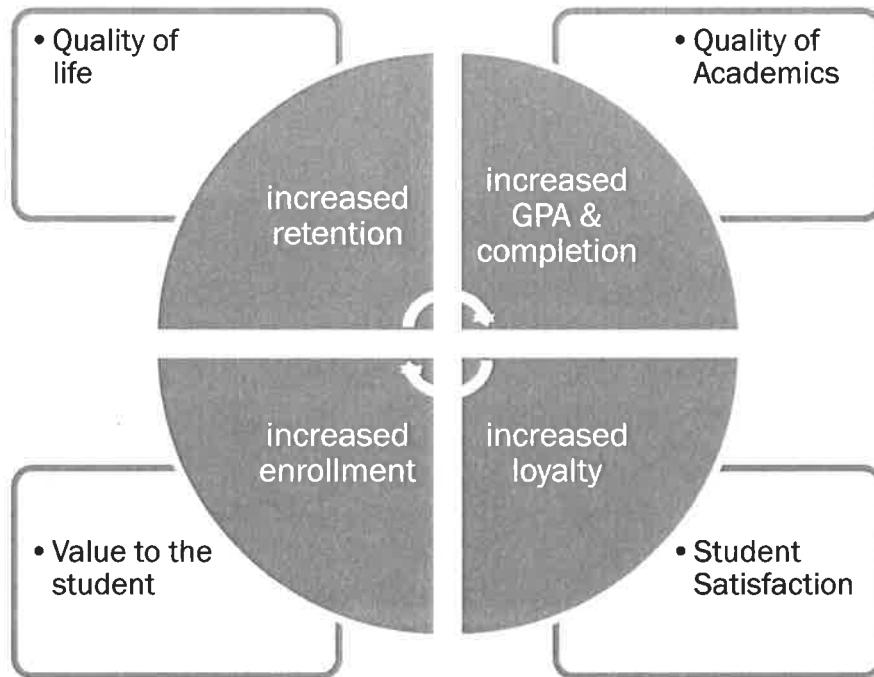 • Quality of
life
• Quality of
Academics
increased
retention
increased
GPA &
completion
increased
enrollment
increased
loyalty
• Value to the
student
• Student
Satisfaction